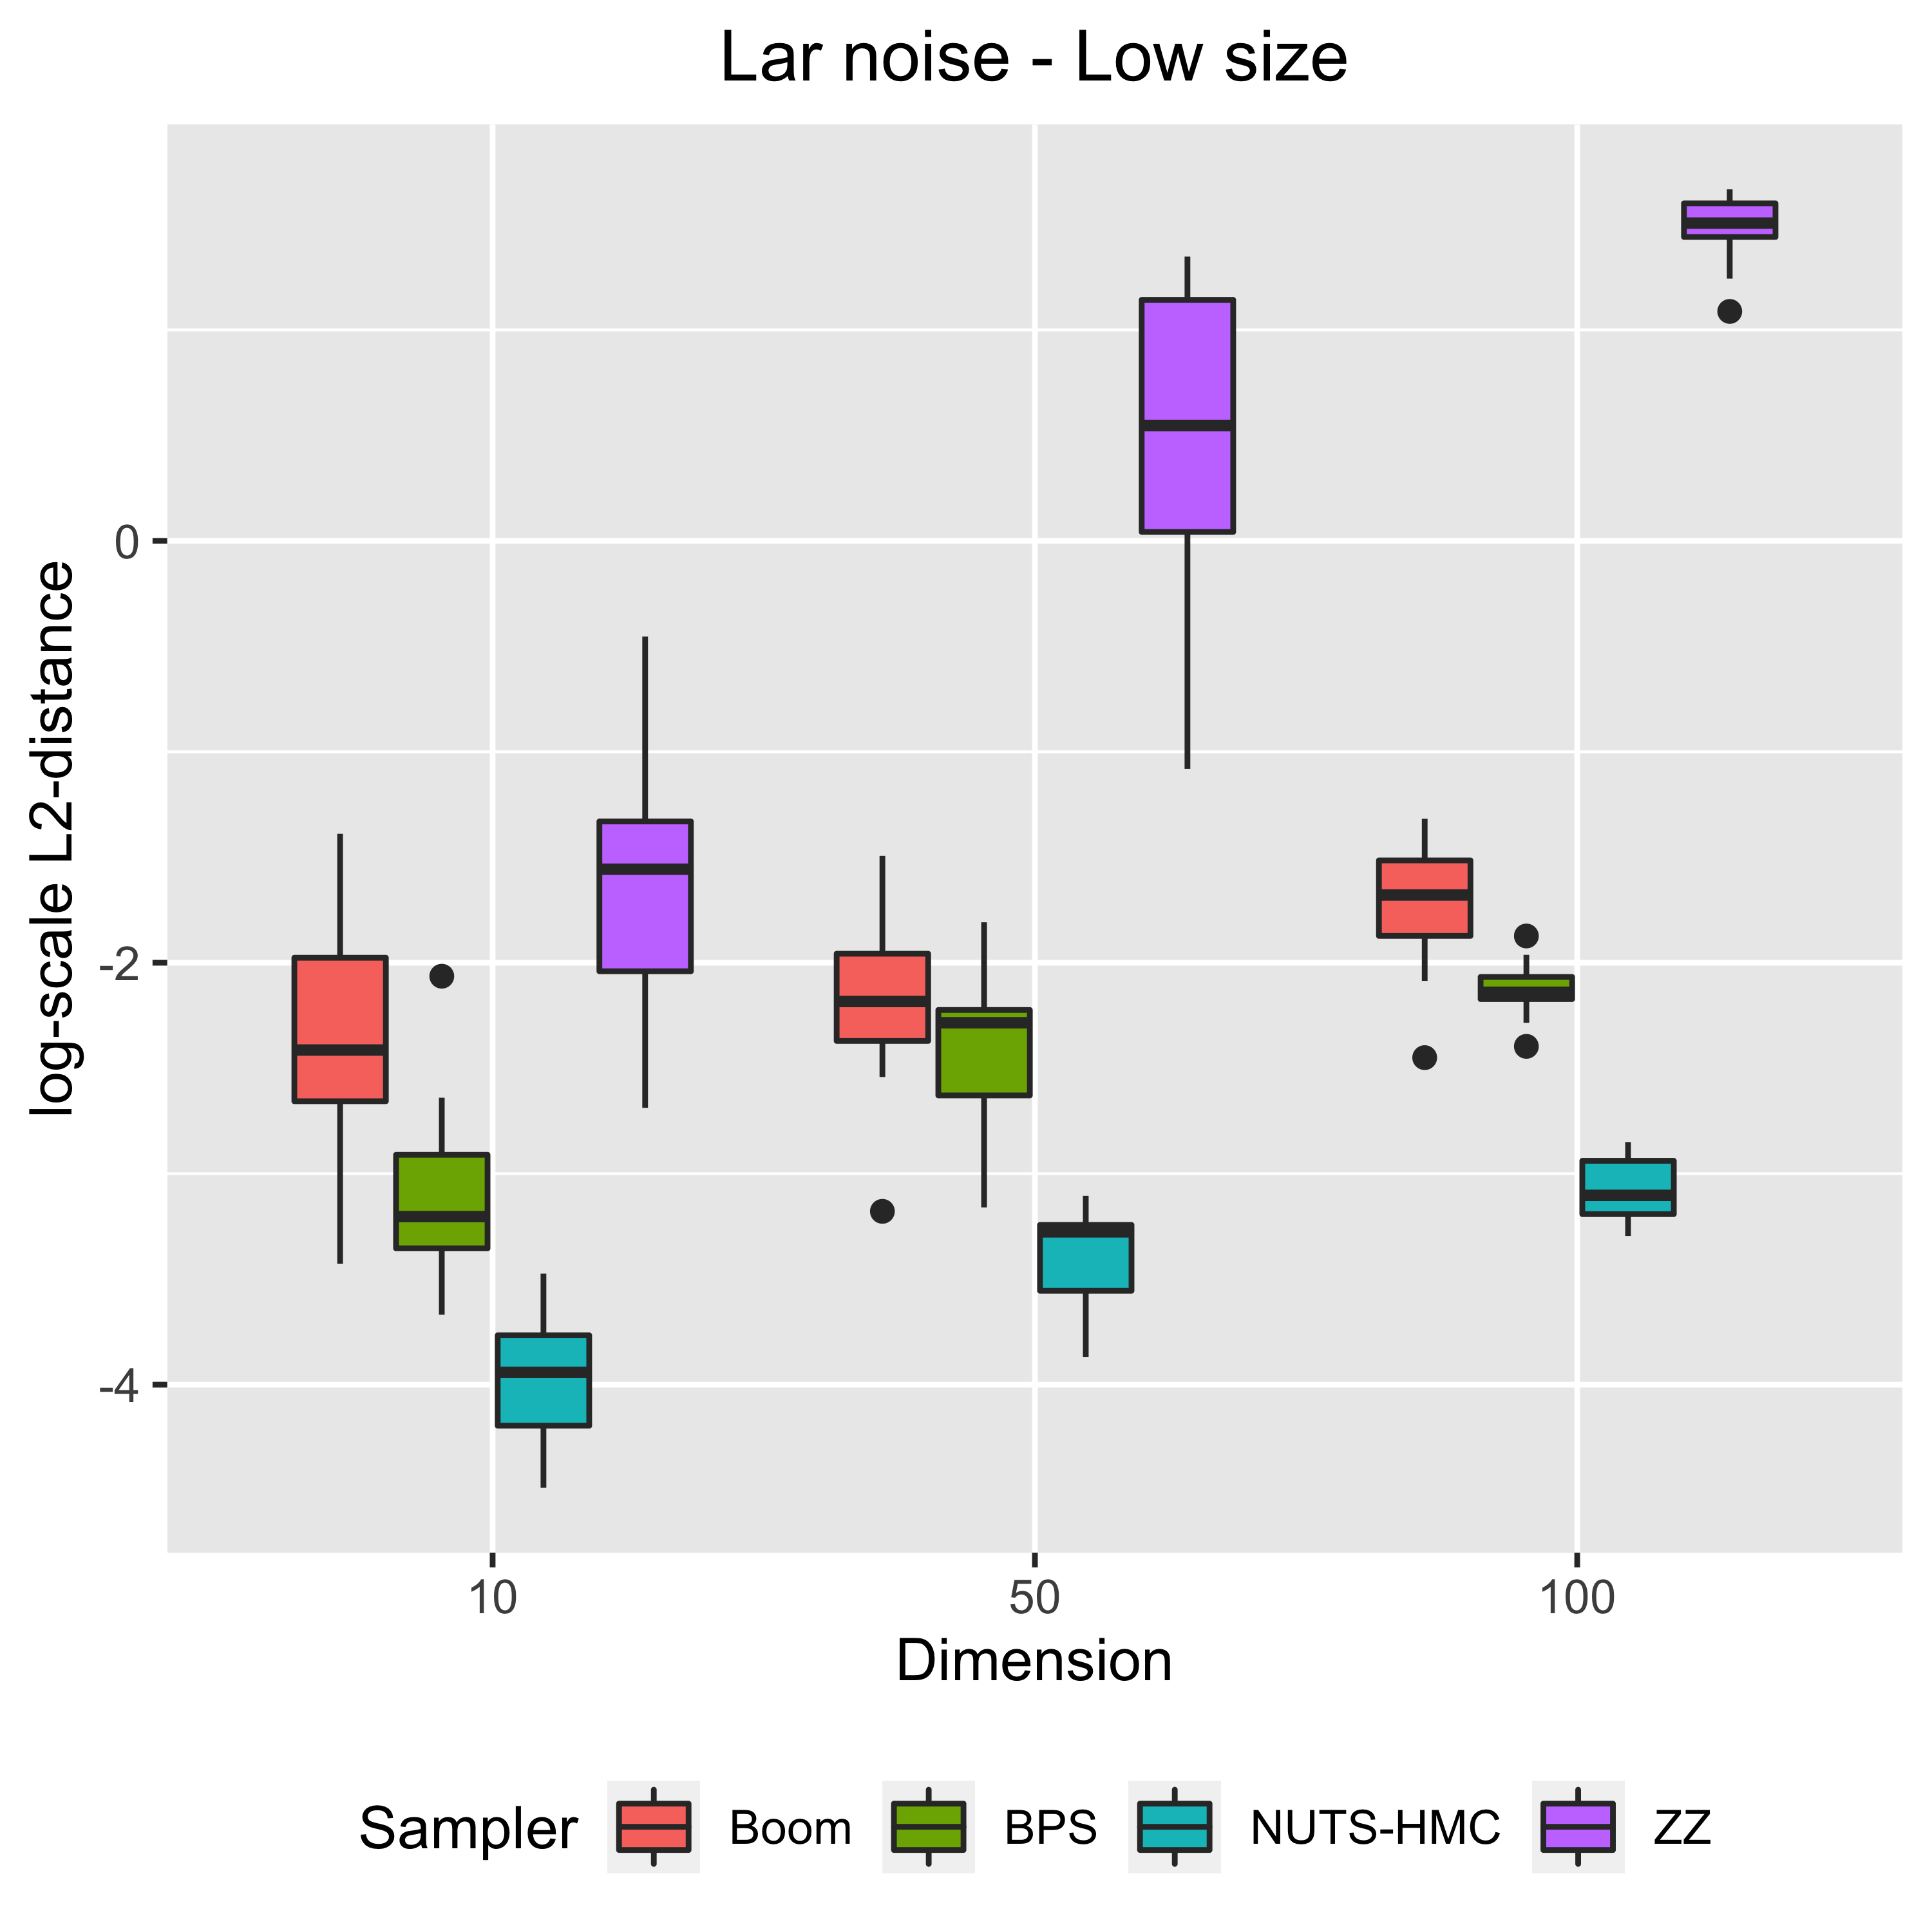 Lar noise - Low size
log-scale L2-distance
0
-2
-4
10 50 100
Dimension
Sampler Boom BPS NUTS-HMC ZZ